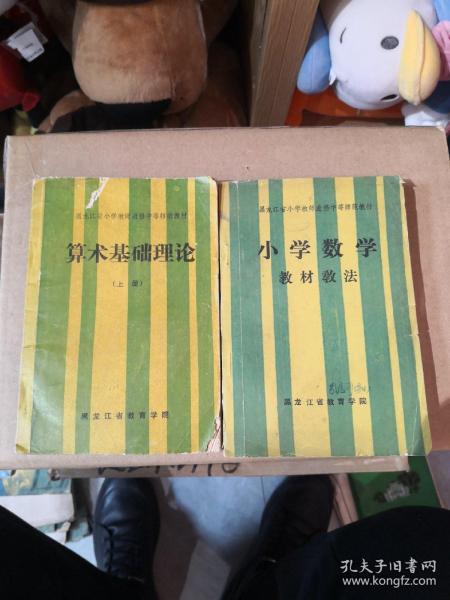 黑龙江省小学教师进修中等师范教材
算术基础理论
(上册)
黑龙江省教育学院
黑龙江省小学教师进修中等师范教材
小学数学
教材教法
黑龙江省教育学院
孔夫子旧书网
www.kongfz.com